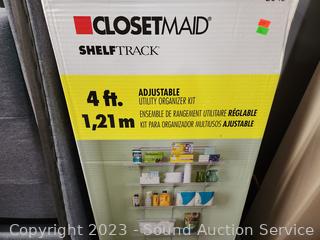 CLOSETMAID®
SHELFTRACK™
4 ft.
1,21 m
ADJUSTABLE
UTILITY ORGANIZER KIT
ENSEMBLE DE RANGEMENT UTILITAIRE RÉGLABLE
KIT PARA ORGANIZADOR MULTIUSOS AJUSTABLE
Copyright 2023 - Sound Auction Service